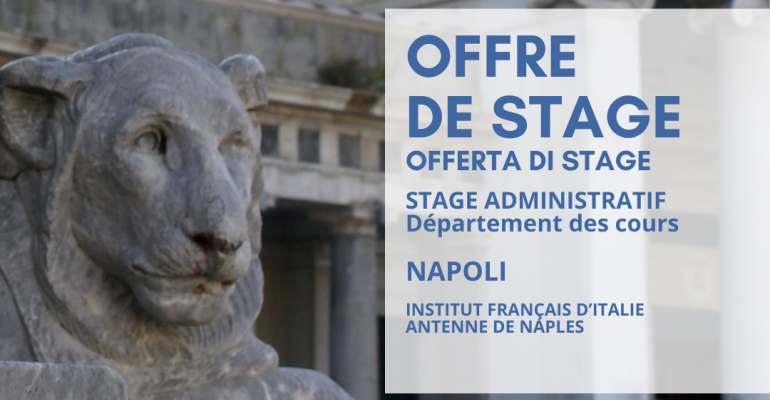 OFFRE
DE STAGE
OFFERTA DI STAGE
STAGE ADMINISTRATIF
Département des cours
NAPOLI
INSTITUT FRANÇAIS D’ITALIE
ANTENNE DE NAPLES